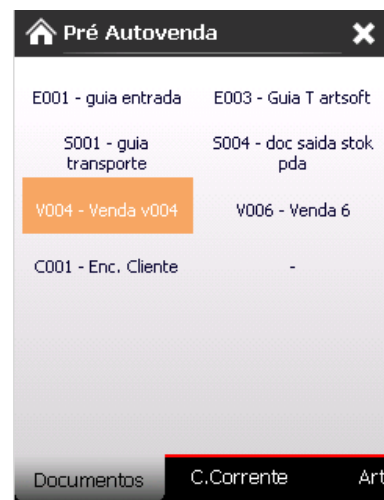 Pré Autovenda
E001 - guia entrada
E003 - Guia T artsoft
S001 - guia
transporte
S004 - doc saida stok
pda
V004 - Venda v004
V006 - Venda 6
C001 - Enc. Cliente
-
Documentos
C.Corrente
Art